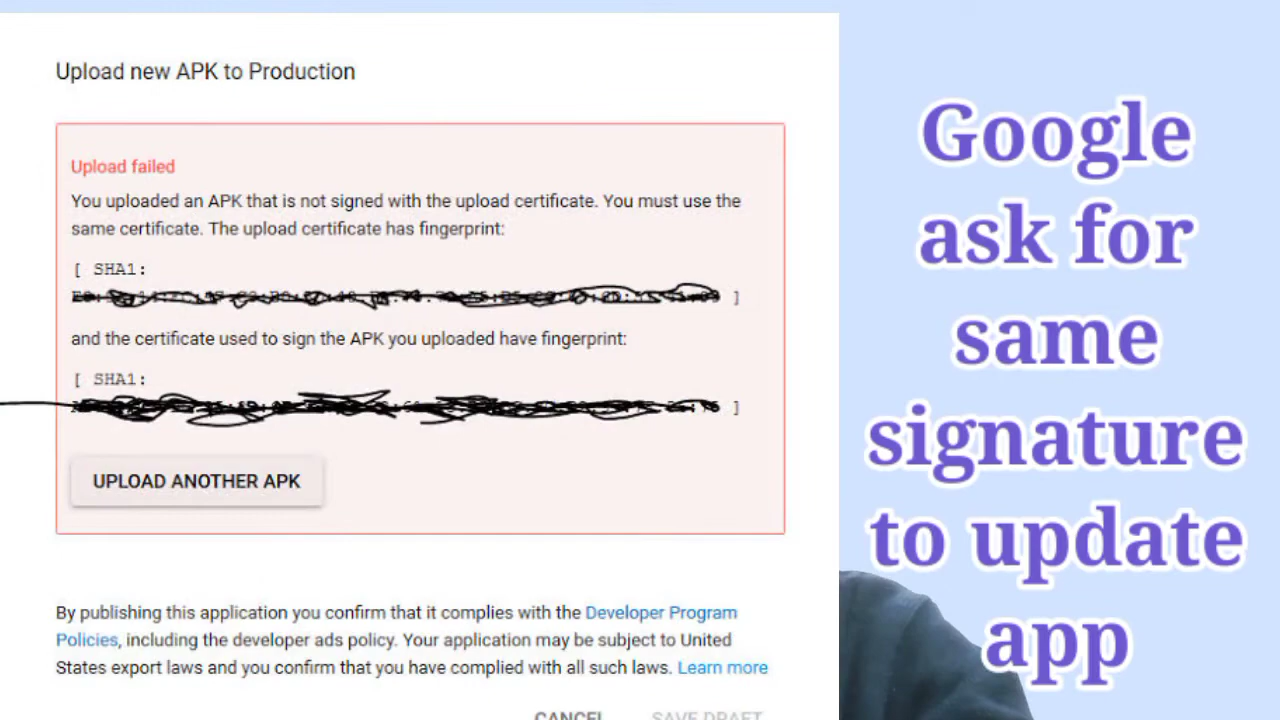 Upload new APK to Production
Upload failed
You uploaded an APK that is not signed with the upload certificate. You must use the
same certificate. The upload certificate has fingerprint:
[ SHA1:
]
and the certificate used to sign the APK you uploaded have fingerprint:
[ SHA1:
]
UPLOAD ANOTHER APK
By publishing this application you confirm that it complies with the Developer Program
Policies, including the developer ads policy. Your application may be subject to United
States export laws and you confirm that you have complied with all such laws. Learn more
CANCEL SAVE DRAFT
Google
ask for
same
signature
to update
app